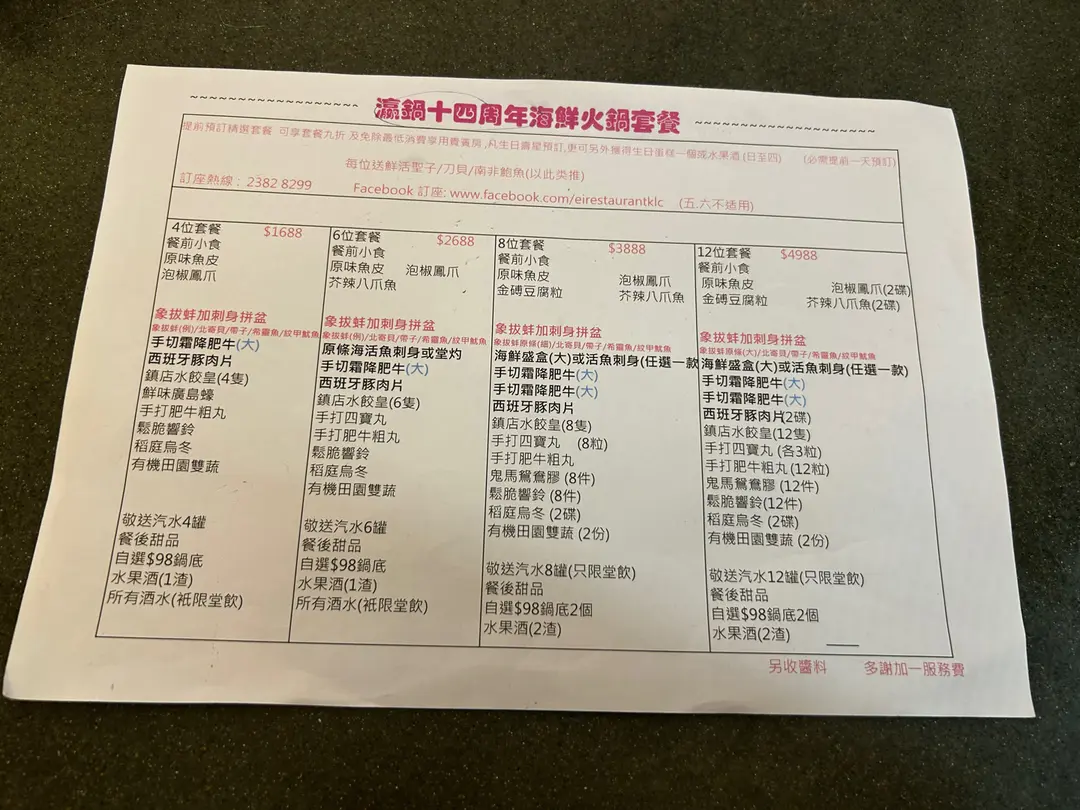 ~~~~~~~~~~~~~~~~~~ 瀛鍋十四周年海鮮火鍋套餐 ~~~~~~~~~~~~~~~~~~
提前預訂精選套餐 可享套餐九折 及免除最低消費享用貴賓房,凡生日壽星預訂,更可另外獲得生日蛋糕一個或水果酒 (日至四) (必需提前一天預訂)
每位送鮮活聖子/刀貝/南非鮑魚(以此类推)
訂座熱線: 2382 8299 Facebook 訂座: www.facebook.com/eirestaurantklc (五.六不适用)
4位套餐 $1688
餐前小食
原味魚皮
泡椒鳳爪
象拔蚌加刺身拼盆
象拔蚌(例)/北寄貝/帶子/希靈魚/紋甲魷魚
手切霜降肥牛(大)
西班牙豚肉片
鎮店水餃皇(4隻)
鮮味廣島蠔
手打肥牛粗丸
鬆脆響鈴
稻庭烏冬
有機田園雙蔬
敬送汽水4罐
餐後甜品
自選$98鍋底
水果酒(1渣)
所有酒水(衹限堂飲)
6位套餐 $2688
餐前小食
原味魚皮 泡椒鳳爪
芥辣八爪魚
象拔蚌加刺身拼盆
象拔蚌(例)/北寄貝/帶子/希靈魚/紋甲魷魚
原條海活魚刺身或堂灼
手切霜降肥牛(大)
西班牙豚肉片
鎮店水餃皇(6隻)
手打四寶丸
手打肥牛粗丸
鬆脆響鈴
稻庭烏冬
有機田園雙蔬
敬送汽水6罐
餐後甜品
自選$98鍋底
水果酒(1渣)
所有酒水(衹限堂飲)
8位套餐 $3888
餐前小食
原味魚皮 泡椒鳳爪
金磚豆腐粒 芥辣八爪魚
象拔蚌加刺身拼盆
象拔蚌原條(細)/北寄貝/帶子/希靈魚/紋甲魷魚
海鮮盛盒(大)或活魚刺身(任選一款)
手切霜降肥牛(大)
手切霜降肥牛(大)
西班牙豚肉片
鎮店水餃皇(8隻)
手打四寶丸 (8粒)
手打肥牛粗丸
鬼馬鴛鴦膠 (8件)
鬆脆響鈴 (8件)
稻庭烏冬 (2碟)
有機田園雙蔬 (2份)
敬送汽水8罐(只限堂飲)
餐後甜品
自選$98鍋底2個
水果酒(2渣)
12位套餐 $4988
餐前小食
原味魚皮 泡椒鳳爪(2碟)
金磚豆腐粒 芥辣八爪魚(2碟)
象拔蚌加刺身拼盆
象拔蚌原條(大)/北寄貝/帶子/希靈魚/紋甲魷魚
海鮮盛盒(大)或活魚刺身(任選一款)
手切霜降肥牛(大)
手切霜降肥牛(大)
西班牙豚肉片(2碟)
鎮店水餃皇(12隻)
手打四寶丸 (各3粒)
手打肥牛粗丸(12粒)
鬼馬鴛鴦膠 (12件)
鬆脆響鈴(12件)
稻庭烏冬 (2碟)
有機田園雙蔬 (2份)
敬送汽水12罐(只限堂飲)
餐後甜品
自選$98鍋底2個
水果酒(2渣)
另收醬料 多謝加一服務費